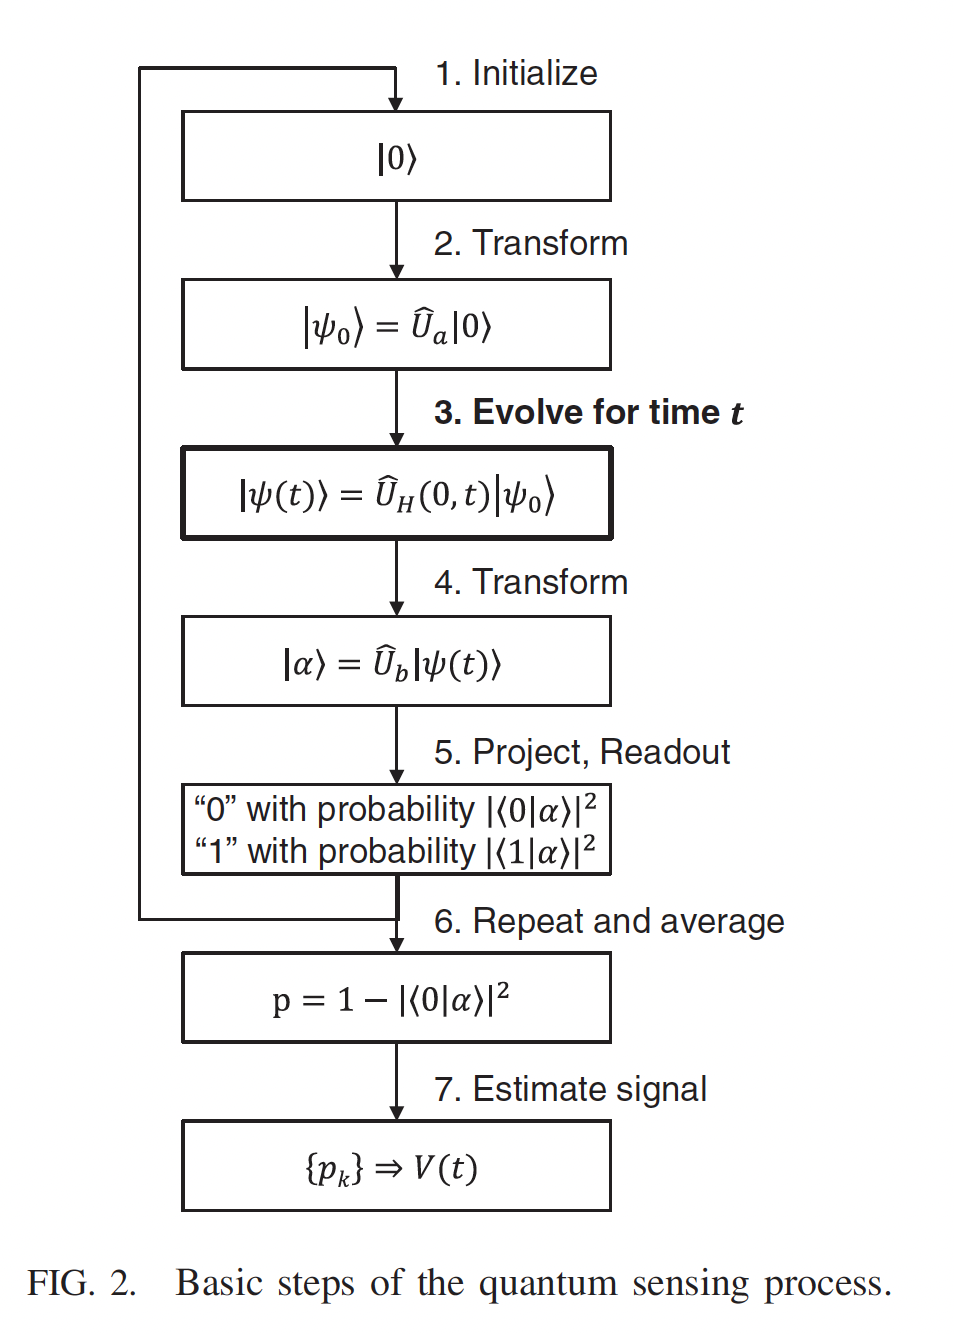 1. Initialize
|0⟩
2. Transform
|ψ₀⟩ = Û_a|0⟩
3. Evolve for time t
|ψ(t)⟩ = Û_H(0, t)|ψ₀⟩
4. Transform
|α⟩ = Û_b|ψ(t)⟩
5. Project, Readout
“0” with probability |⟨0|α⟩|²
“1” with probability |⟨1|α⟩|²
6. Repeat and average
p = 1 − |⟨0|α⟩|²
7. Estimate signal
{p_k} ⇒ V(t)
FIG. 2. Basic steps of the quantum sensing process.